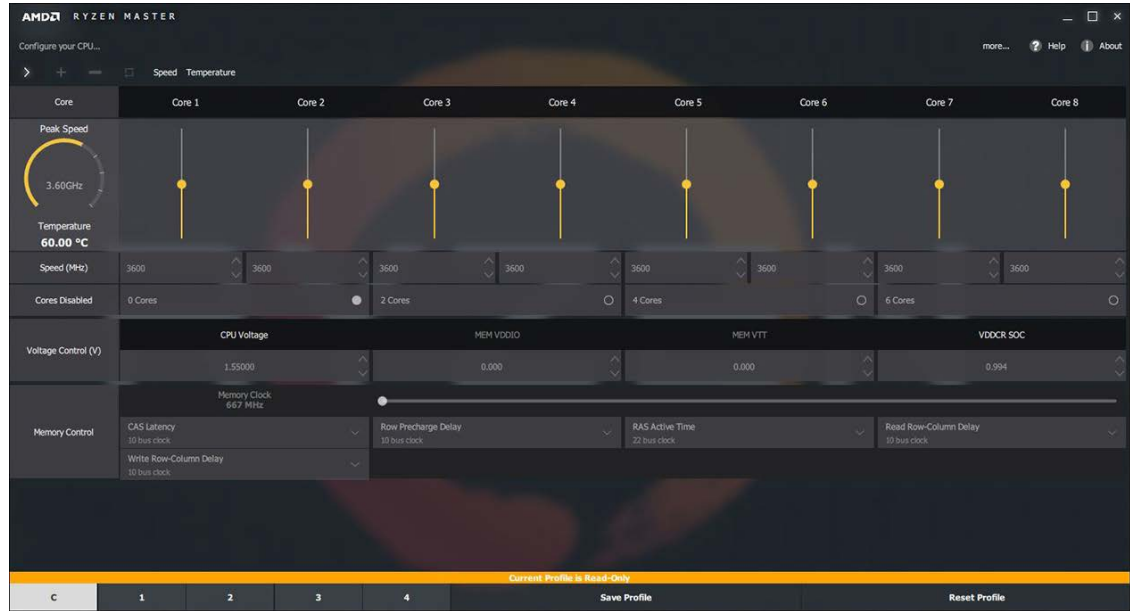 AMD RYZEN MASTER
Configure your CPU...
more... ? Help i About
Speed Temperature
Core Core 1 Core 2 Core 3 Core 4 Core 5 Core 6 Core 7 Core 8
Peak Speed
3.60GHz
Temperature
60.00 °C
Speed (MHz) 3600 3600 3600 3600 3600 3600 3600 3600
Cores Disabled 0 Cores 2 Cores 4 Cores 6 Cores
Voltage Control (V)
CPU Voltage MEM VDDIO MEM VTT VDDCR SOC
1.55000 0.000 0.000 0.994
Memory Control
Memory Clock
667 MHz
CAS Latency Row Precharge Delay RAS Active Time Read Row-Column Delay
10 bus clock 10 bus clock 22 bus clock 10 bus clock
Write Row-Column Delay
10 bus clock
Current Profile is Read-Only
C 1 2 3 4 Save Profile Reset Profile